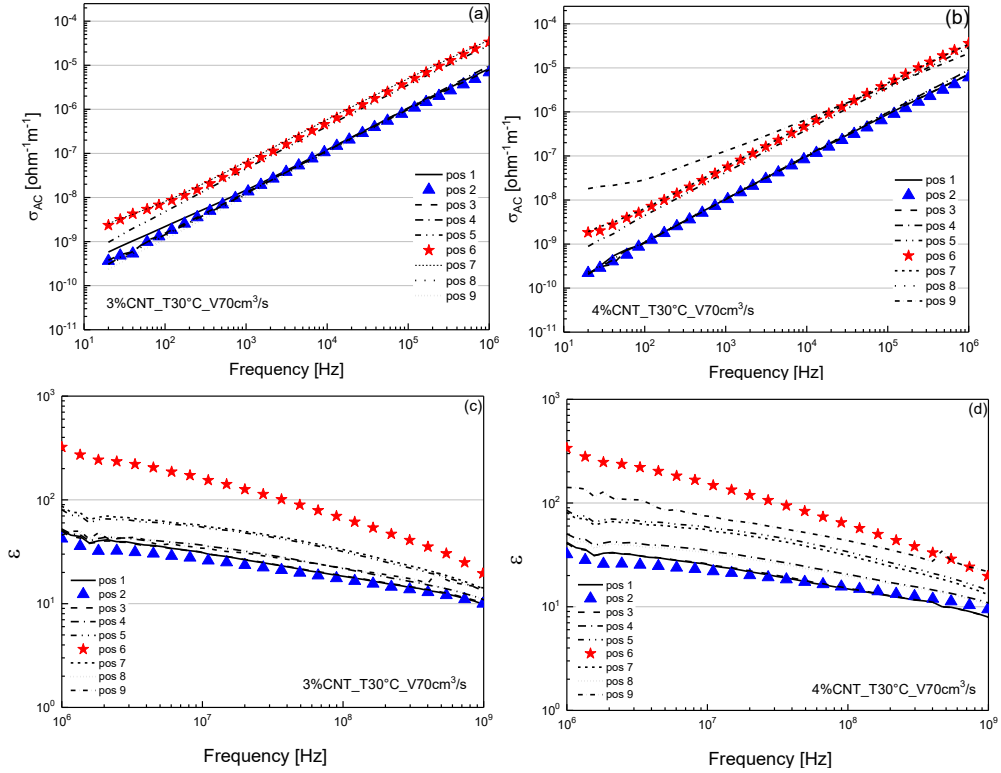 (a)
σAC [ohm-1m-1]
10-4
10-5
10-6
10-7
10-8
10-9
10-10
10-11
pos 1
pos 2
pos 3
pos 4
pos 5
pos 6
pos 7
pos 8
pos 9
3%CNT_T30°C_V70cm3/s
101 102 103 104 105 106
Frequency [Hz]
(b)
σAC [ohm-1m-1]
10-4
10-5
10-6
10-7
10-8
10-9
10-10
10-11
pos 1
pos 2
pos 3
pos 4
pos 5
pos 6
pos 7
pos 8
pos 9
4%CNT_T30°C_V70cm3/s
101 102 103 104 105 106
Frequency [Hz]
(c)
ε
103
102
101
100
pos 1
pos 2
pos 3
pos 4
pos 5
pos 6
pos 7
pos 8
pos 9
3%CNT_T30°C_V70cm3/s
106 107 108 109
Frequency [Hz]
(d)
ε
103
102
101
100
pos 1
pos 2
pos 3
pos 4
pos 5
pos 6
pos 7
pos 8
pos 9
4%CNT_T30°C_V70cm3/s
106 107 108 109
Frequency [Hz]